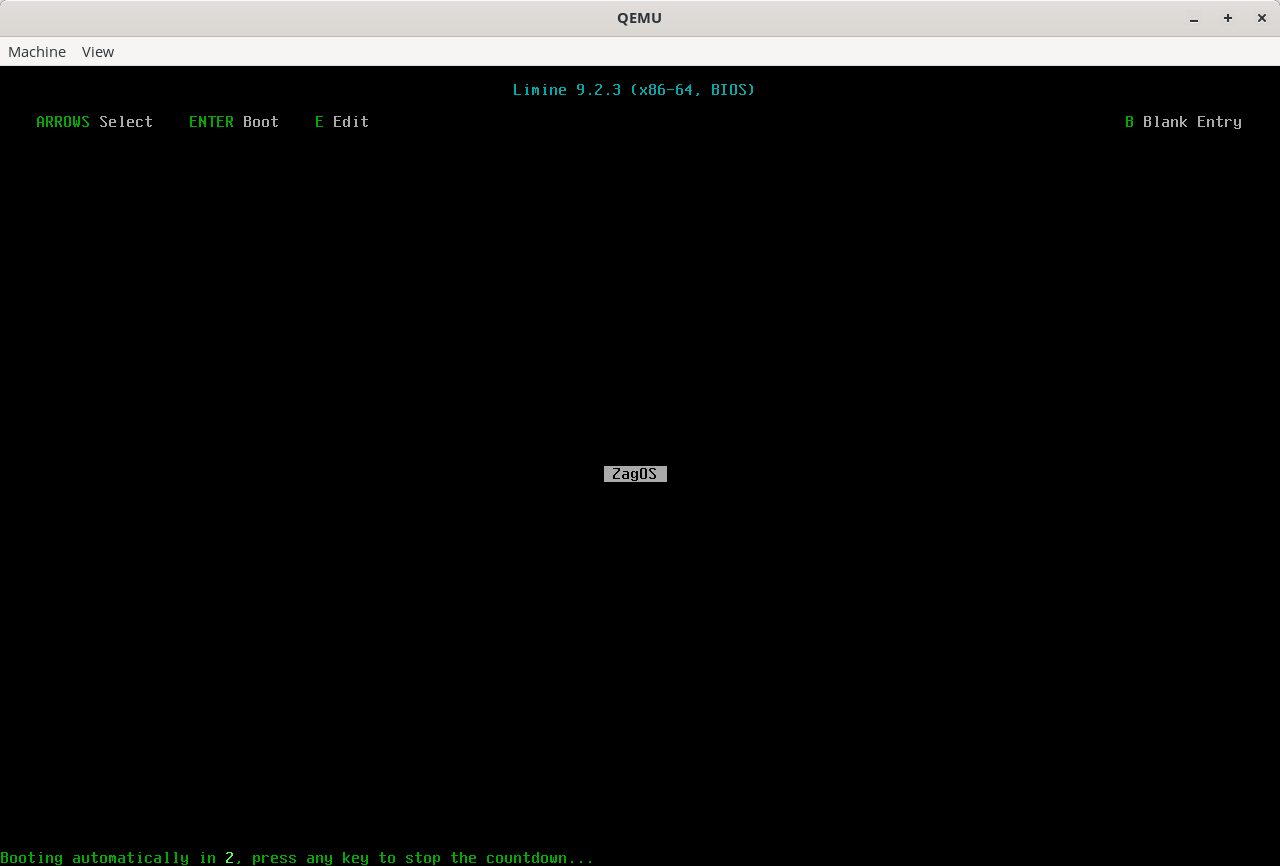 QEMU
Machine View
Limine 9.2.3 (x86-64, BIOS)
ARROWS Select ENTER Boot E Edit B Blank Entry
ZagOS
Booting automatically in 2, press any key to stop the countdown...